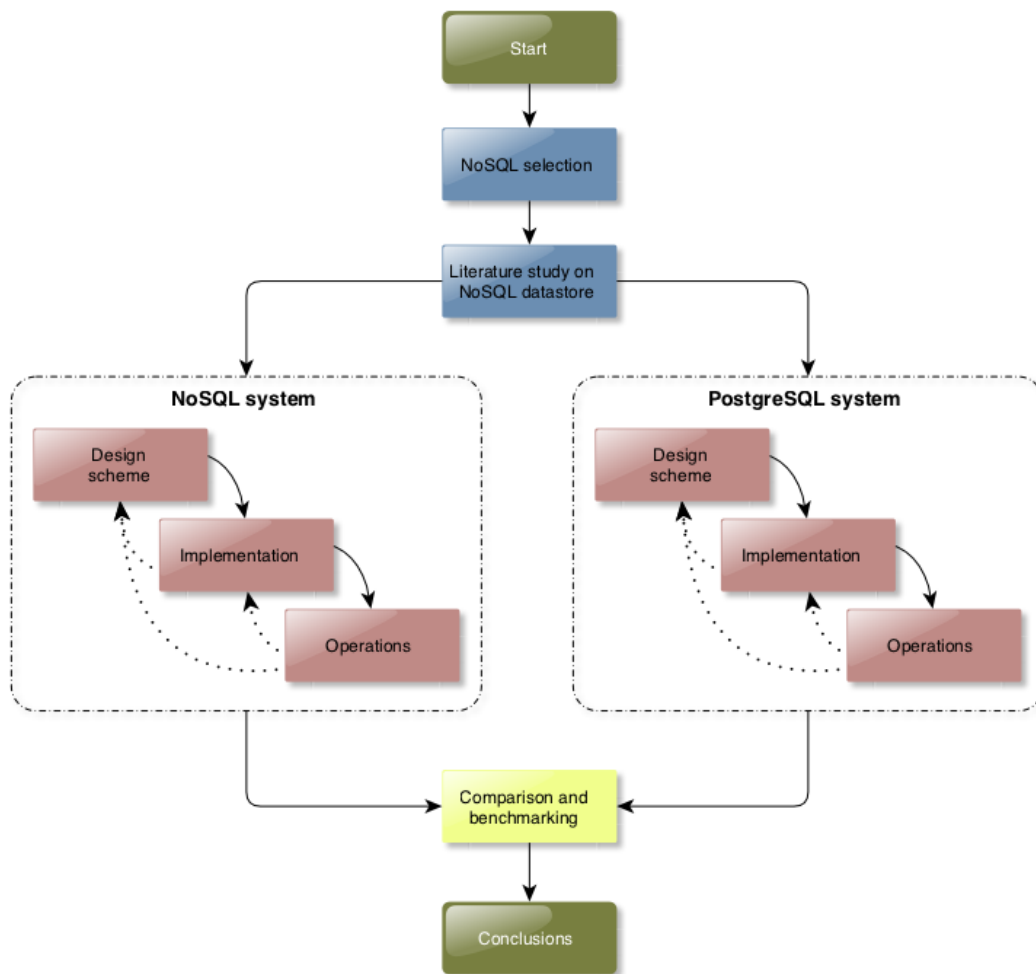 Start
NoSQL selection
Literature study on
NoSQL datastore
NoSQL system
Design
scheme
Implementation
Operations
PostgreSQL system
Design
scheme
Implementation
Operations
Comparison and
benchmarking
Conclusions